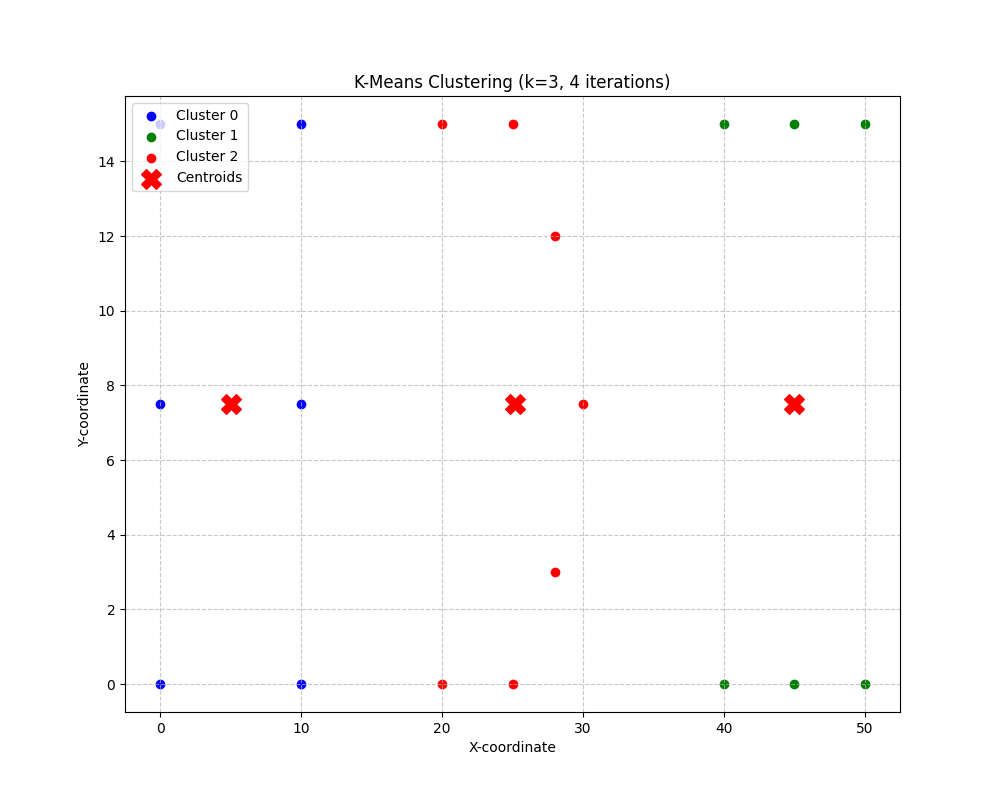 K-Means Clustering (k=3, 4 iterations)
Cluster 0
Cluster 1
Cluster 2
Centroids
14
12
10
8
6
4
2
0
Y-coordinate
0 10 20 30 40 50
X-coordinate